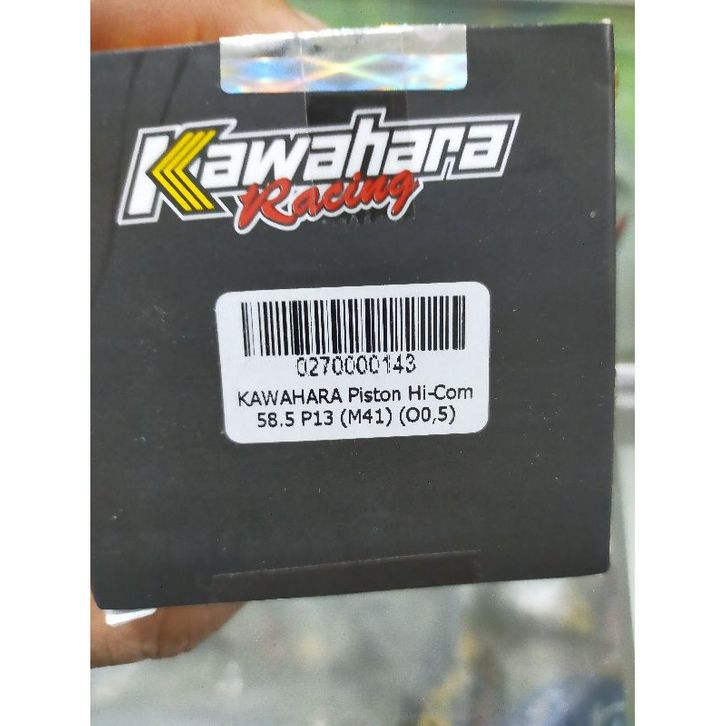 Kawahara
Racing
0270000143
KAWAHARA Piston Hi-Com
58.5 P13 (M41) (O0,5)